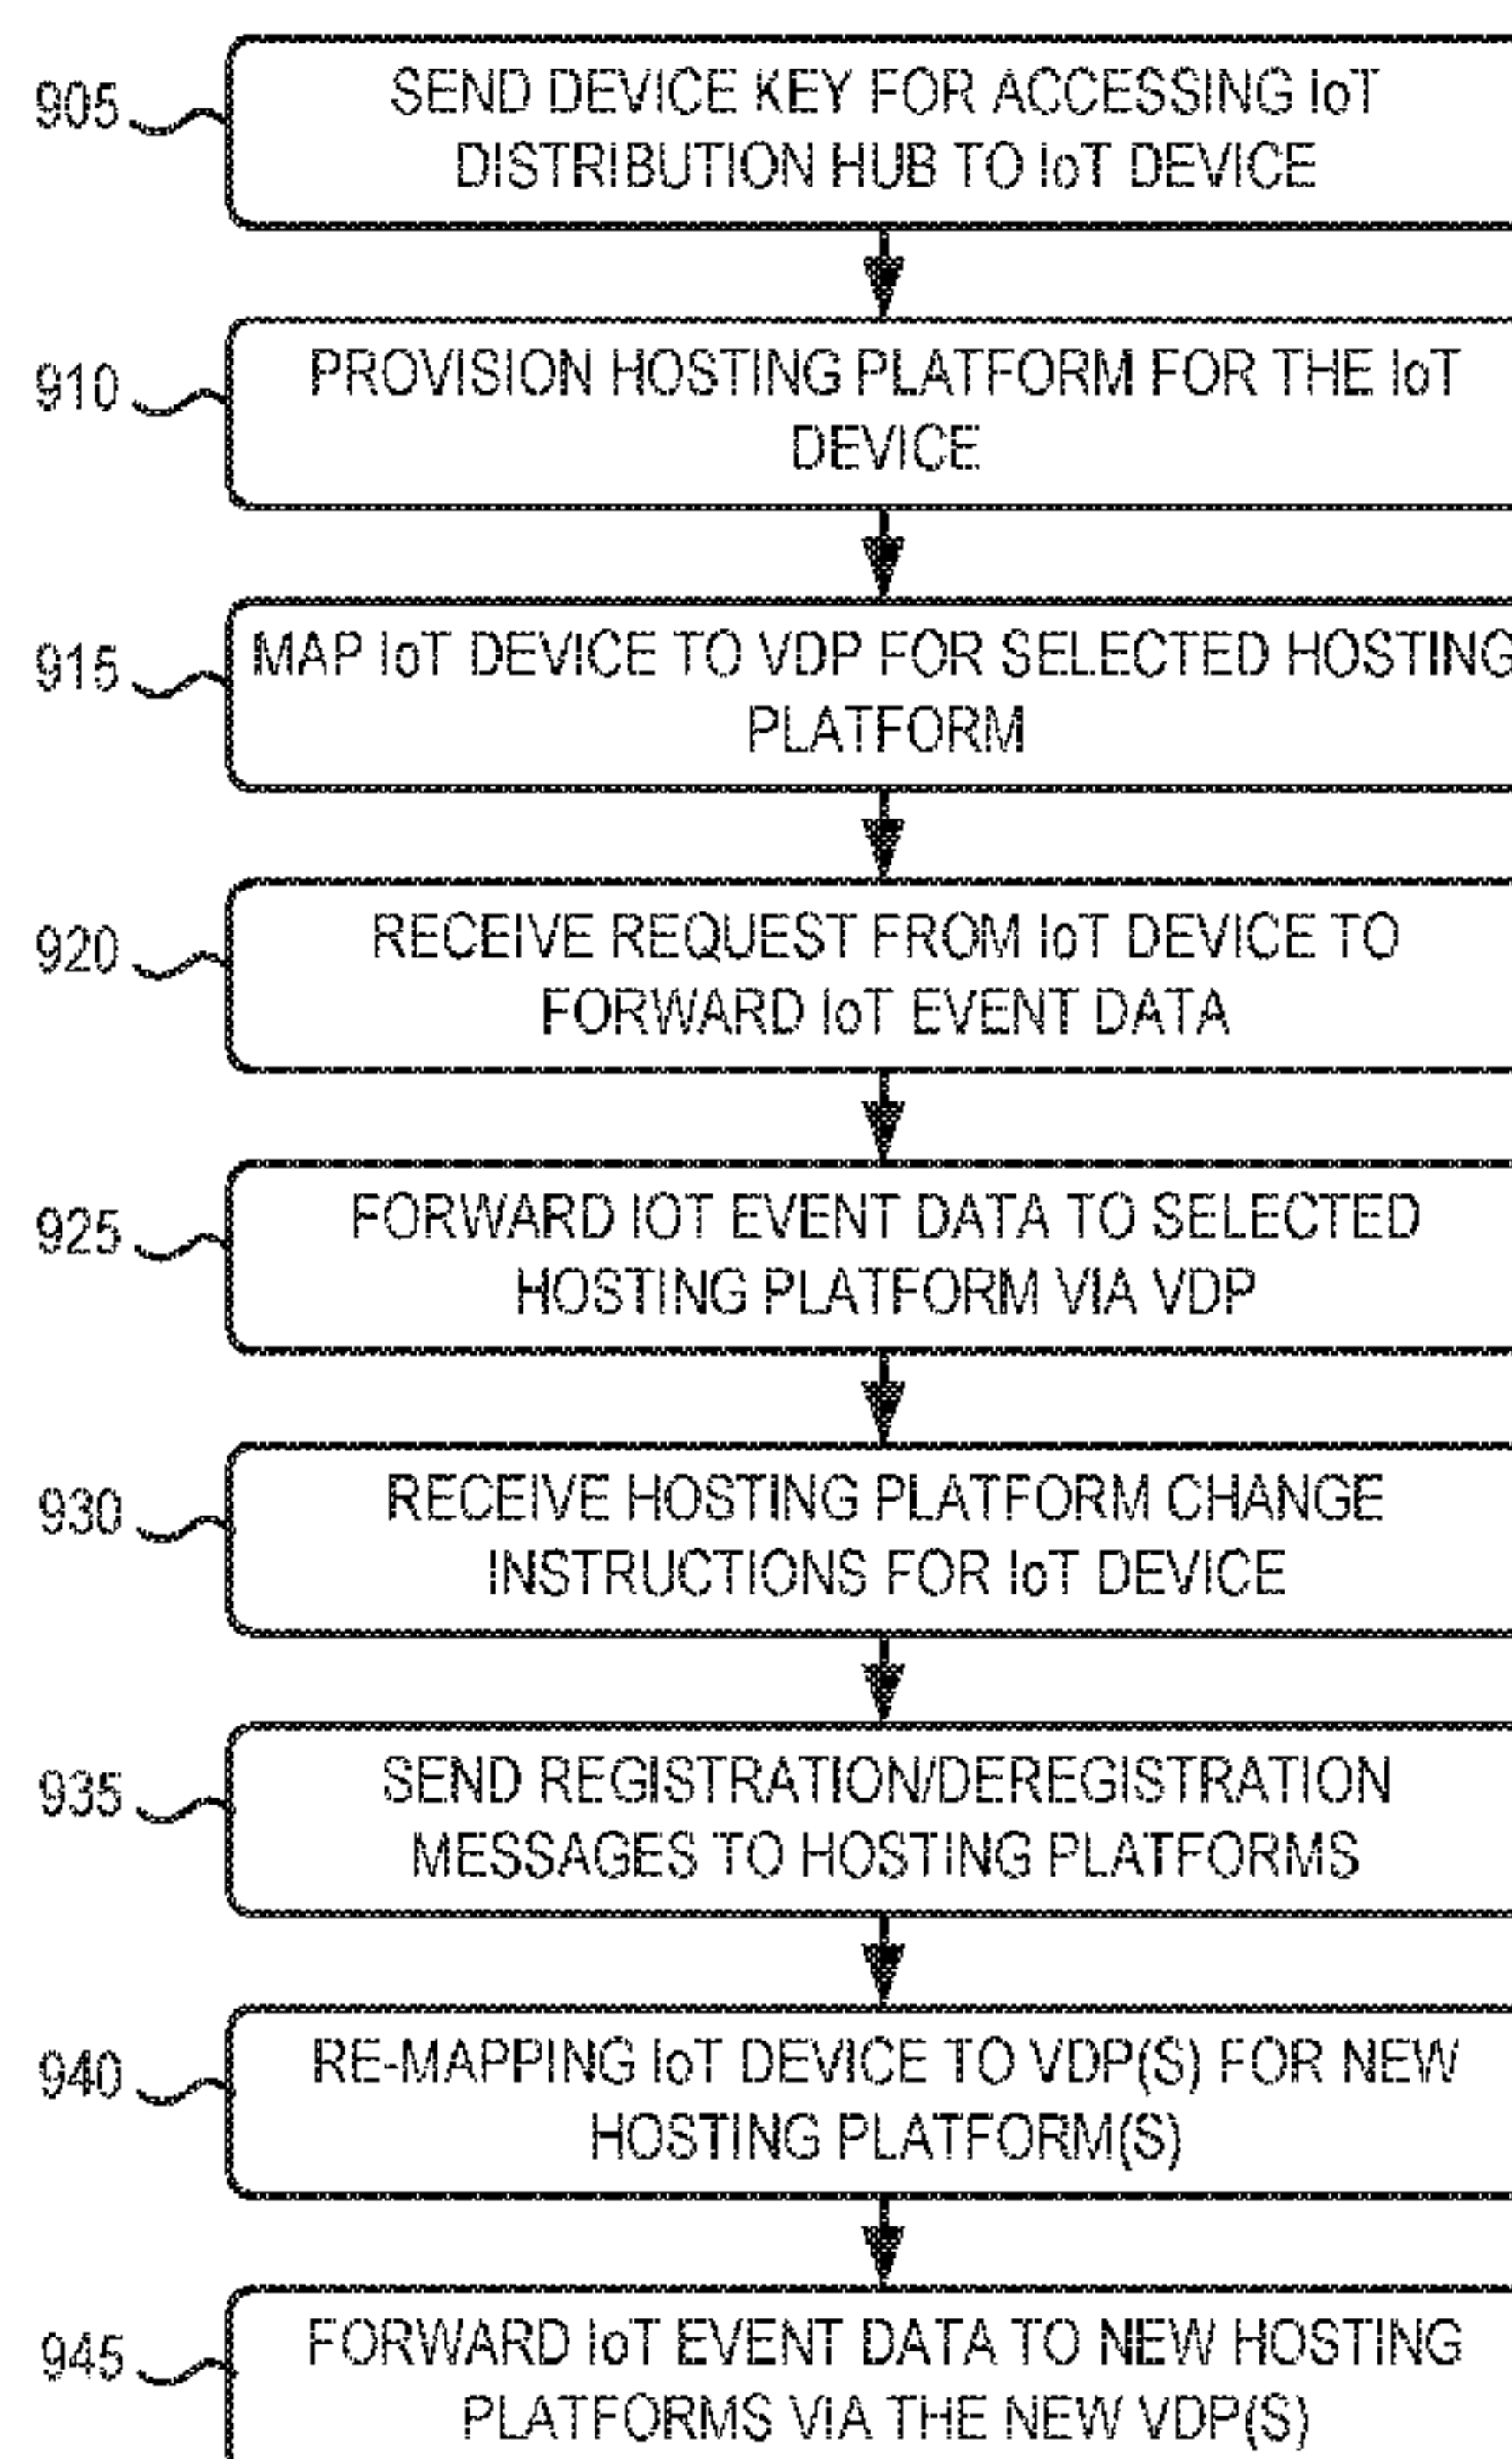 905
SEND DEVICE KEY FOR ACCESSING IoT
DISTRIBUTION HUB TO IoT DEVICE
910
PROVISION HOSTING PLATFORM FOR THE IoT
DEVICE
915
MAP IoT DEVICE TO VDP FOR SELECTED HOSTING
PLATFORM
920
RECEIVE REQUEST FROM IoT DEVICE TO
FORWARD IoT EVENT DATA
925
FORWARD IOT EVENT DATA TO SELECTED
HOSTING PLATFORM VIA VDP
930
RECEIVE HOSTING PLATFORM CHANGE
INSTRUCTIONS FOR IoT DEVICE
935
SEND REGISTRATION/DEREGISTRATION
MESSAGES TO HOSTING PLATFORMS
940
RE-MAPPING IoT DEVICE TO VDP(S) FOR NEW
HOSTING PLATFORM(S)
945
FORWARD IoT EVENT DATA TO NEW HOSTING
PLATFORMS VIA THE NEW VDP(S)